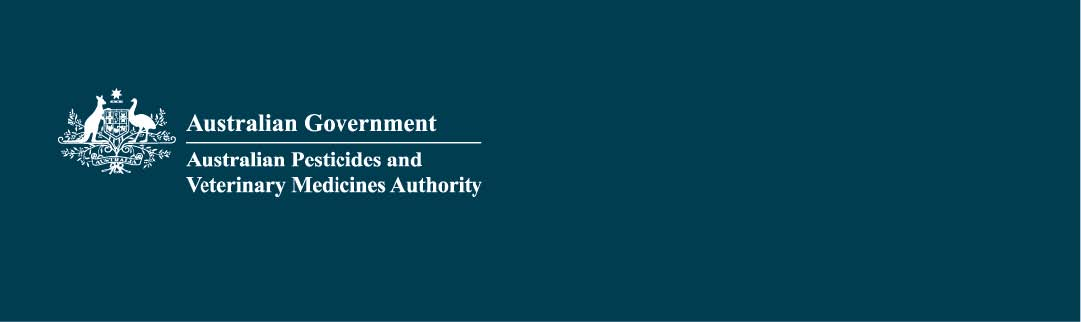 Australian Government
Australian Pesticides and
Veterinary Medicines Authority